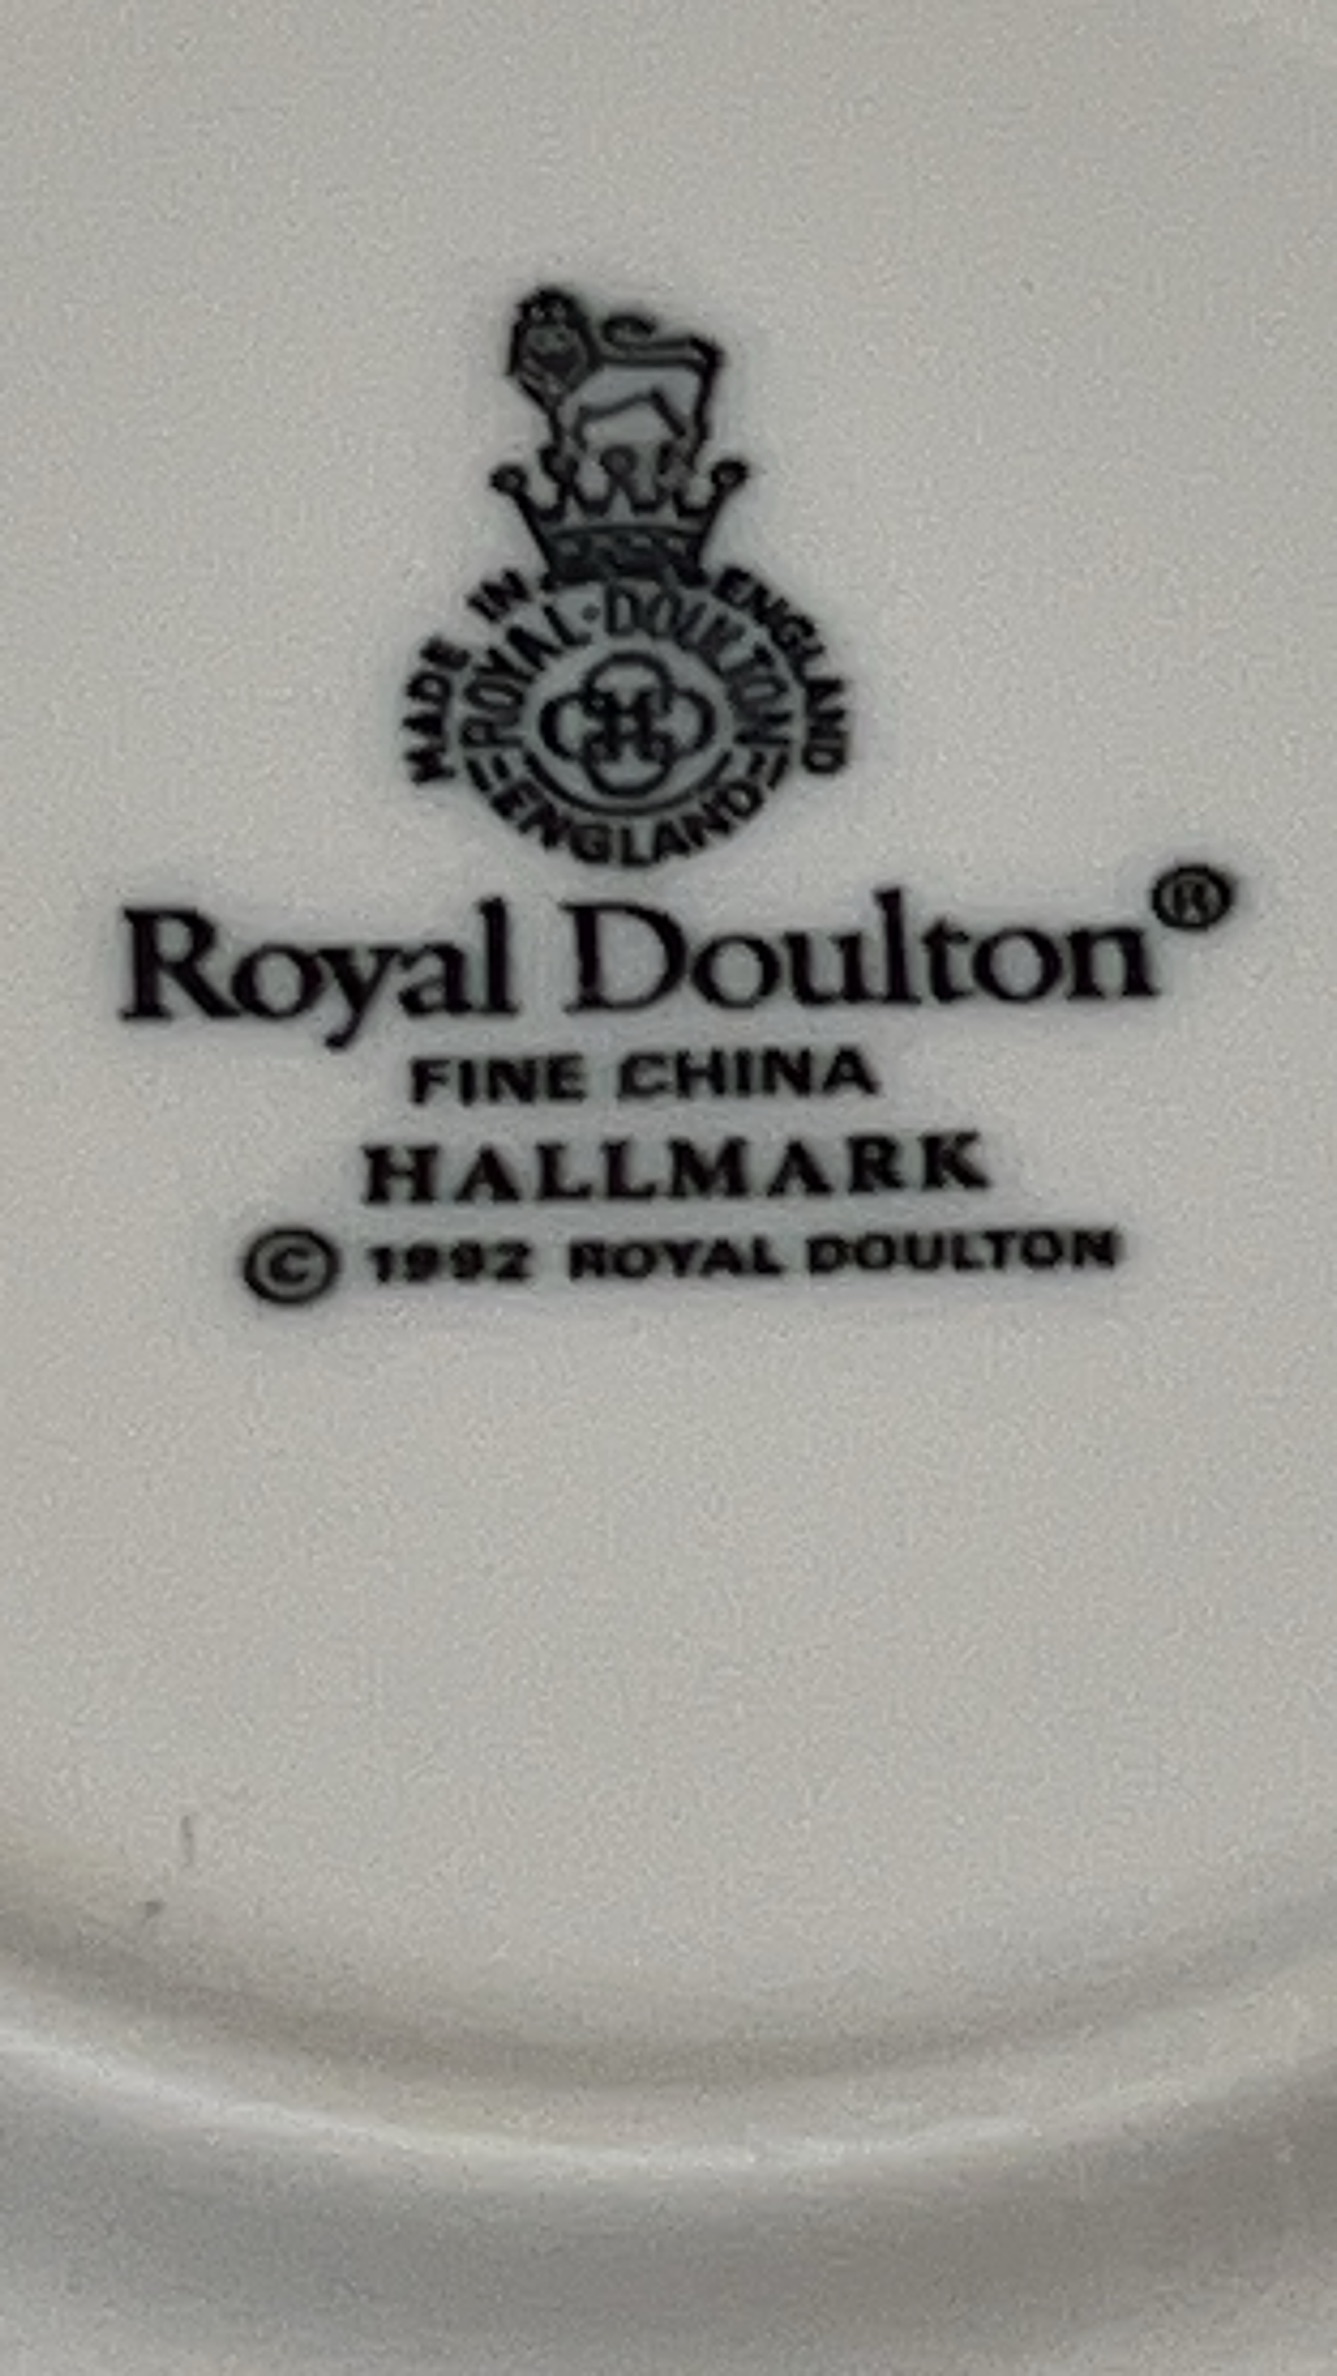 MADE IN ENGLAND
ROYAL · DOULTON
ENGLAND
Royal Doulton®
FINE CHINA
HALLMARK
© 1992 ROYAL DOULTON